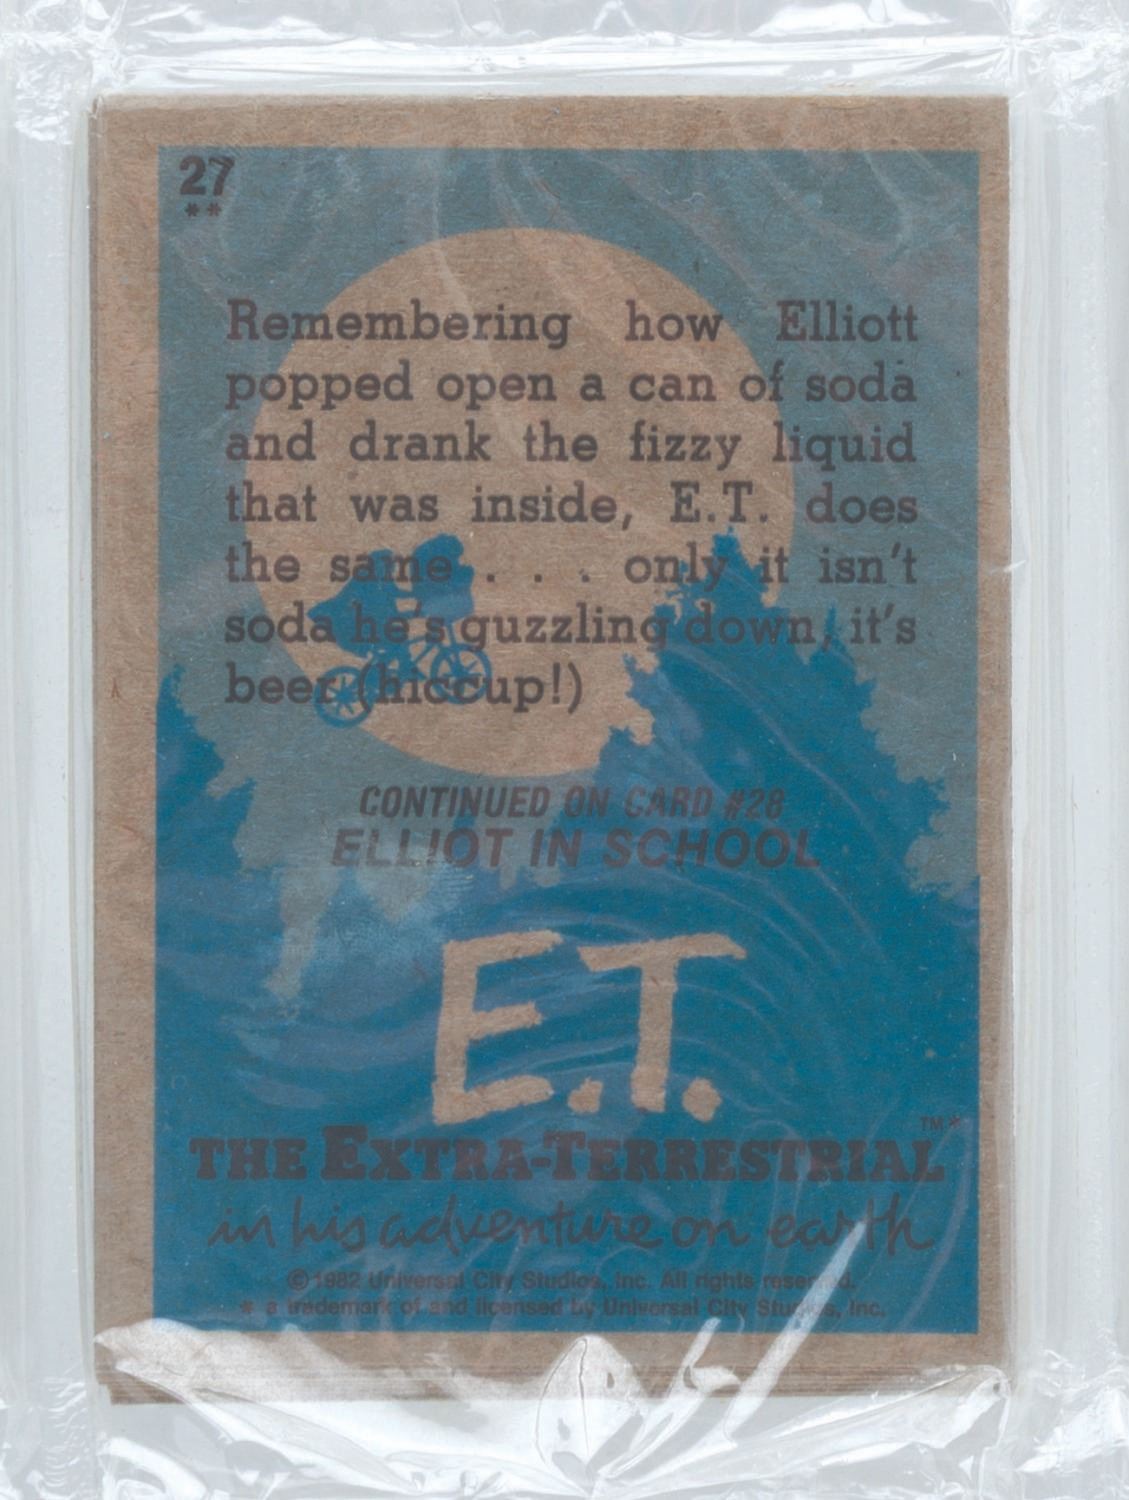 27
**
Remembering how Elliott
popped open a can of soda
and drank the fizzy liquid
that was inside, E.T. does
the same . . . only it isn't
soda he's guzzling down, it's
beer (hiccup!)
CONTINUED ON CARD #28
ELLIOT IN SCHOOL
E.T.
TM*
THE EXTRA-TERRESTRIAL
in his adventure on earth
© 1982 Universal City Studios, Inc. All rights reserved.
* a trademark of and licensed by Universal City Studios, Inc.